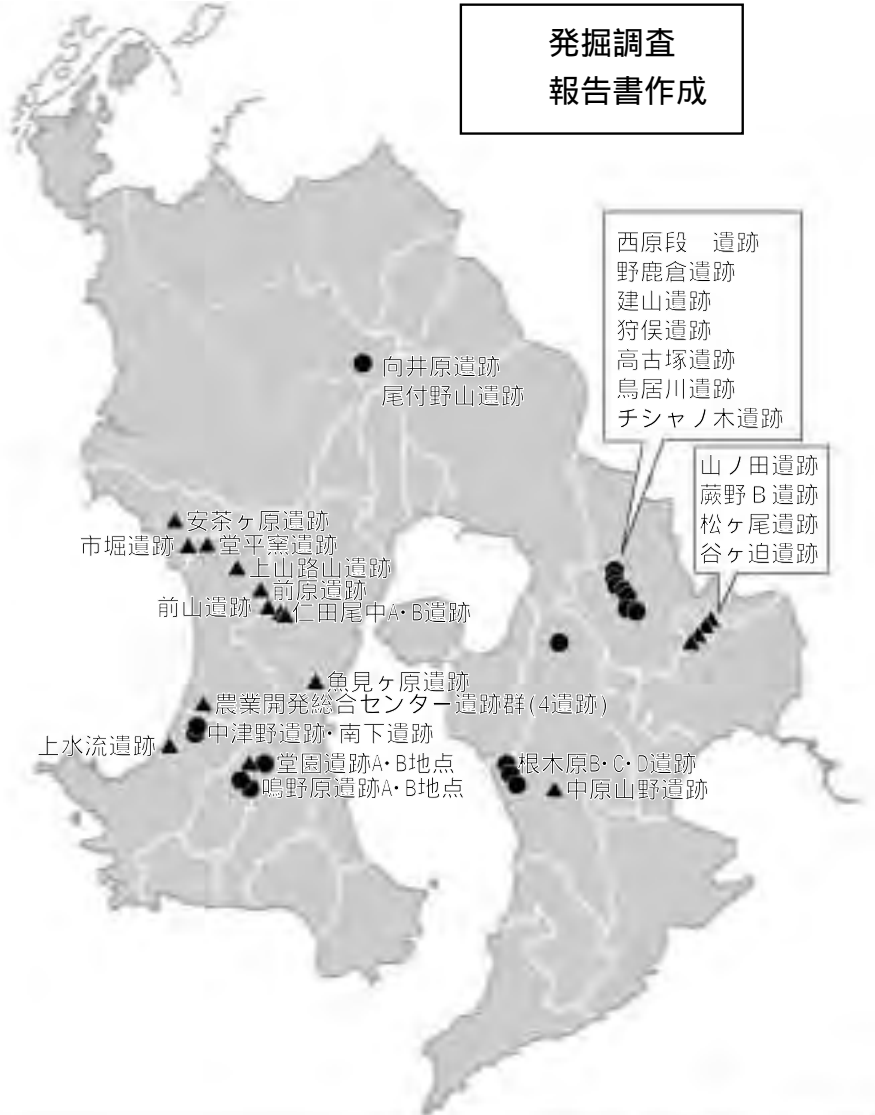 発掘調査
報告書作成
西原段　遺跡
野鹿倉遺跡
建山遺跡
狩俣遺跡
高古塚遺跡
鳥居川遺跡
チシャノ木遺跡
向井原遺跡
尾付野山遺跡
山ノ田遺跡
蕨野B遺跡
松ヶ尾遺跡
谷ヶ迫遺跡
安茶ヶ原遺跡
市堀遺跡
堂平窯遺跡
上山路山遺跡
前原遺跡
前山遺跡
仁田尾中A・B遺跡
魚見ヶ原遺跡
農業開発総合センター遺跡群(4遺跡)
中津野遺跡・南下遺跡
上水流遺跡
堂園遺跡A・B地点
鳴野原遺跡A・B地点
根木原B・C・D遺跡
中原山野遺跡